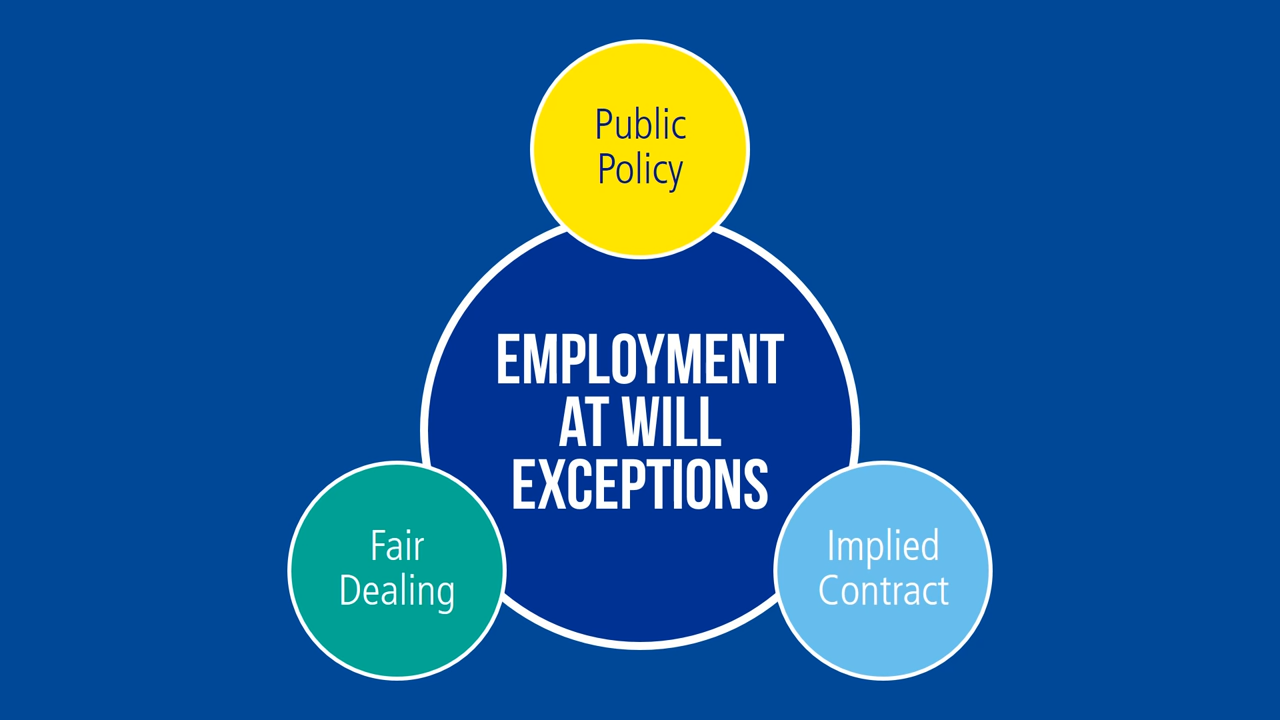 Public
Policy
EMPLOYMENT
AT WILL
EXCEPTIONS
Fair
Dealing
Implied
Contract